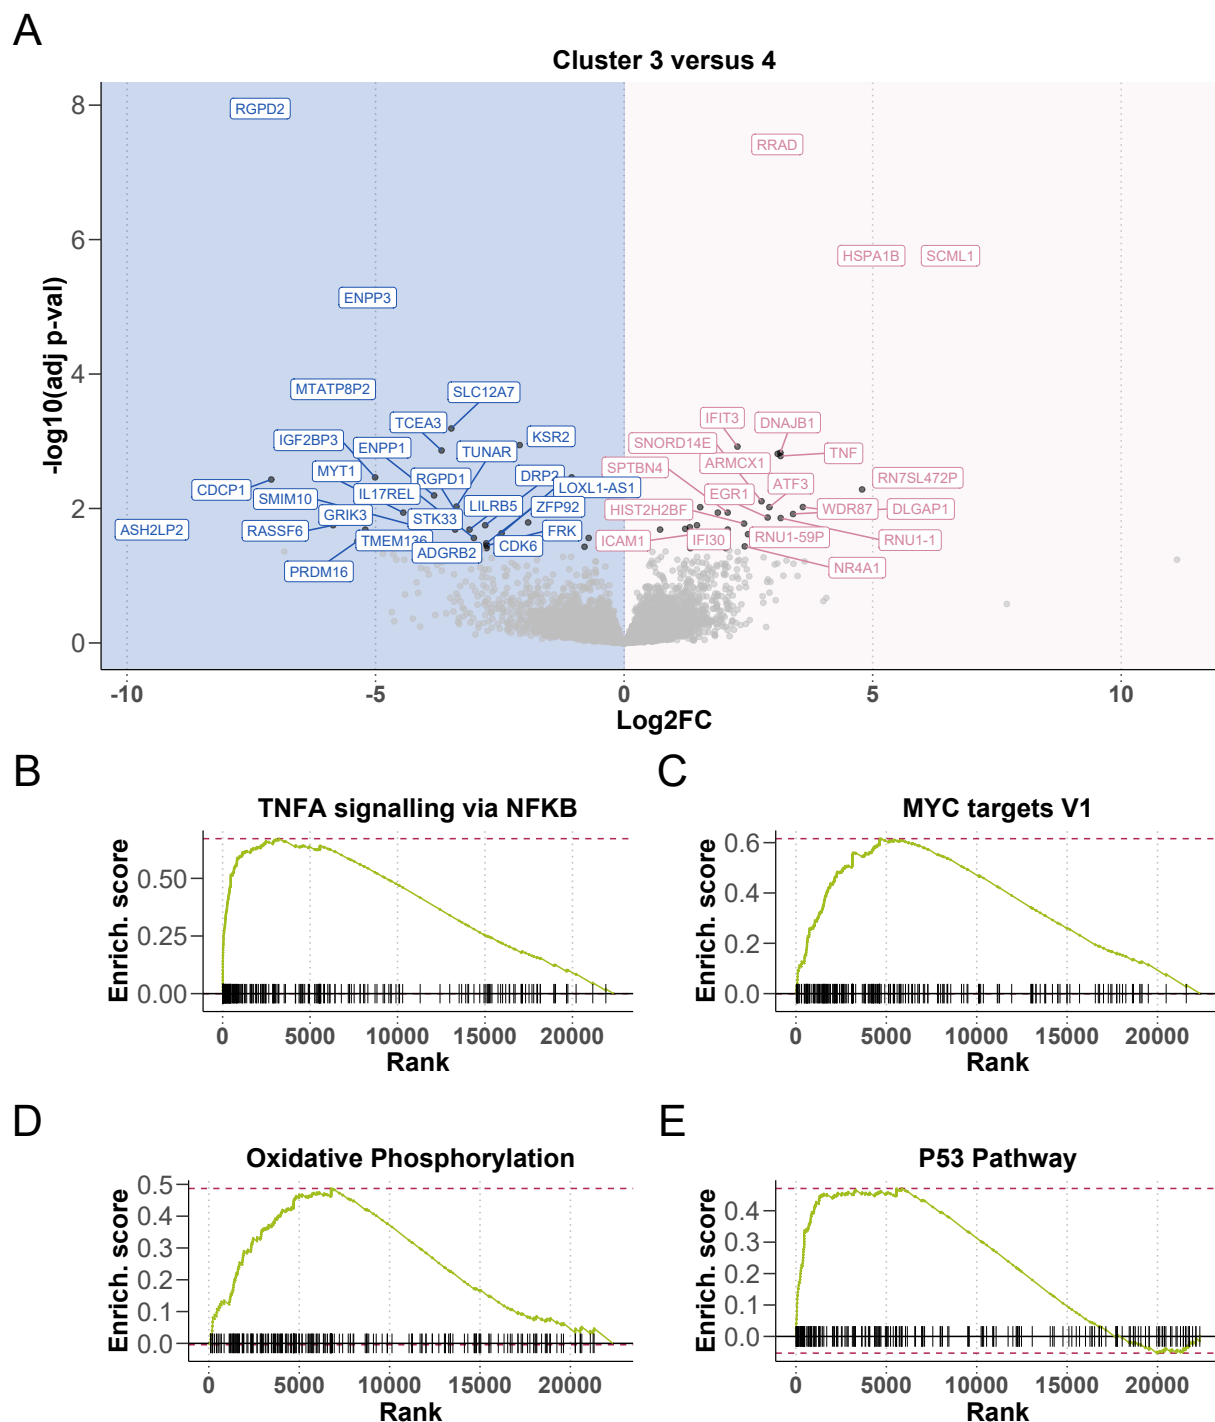 A
Cluster 3 versus 4
-log10(adj p-val)
8
6
4
2
0
RGPD2
RRAD
HSPA1B
SCML1
ENPP3
MTATP8P2
SLC12A7
TCEA3
IFIT3
DNAJB1
IGF2BP3
ENPP1
TUNAR
KSR2
SNORD14E
TNF
MYT1
RGPD1
DRP2
SPTBN4
ARMCX1
RN7SL472P
CDCP1
SMIM10
IL17REL
LOXL1-AS1
EGR1
ATF3
ASH2LP2
RASSF6
GRIK3
STK33
LILRB5
ZFP92
HIST2H2BF
WDR87
DLGAP1
TMEM136
ADGRB2
CDK6
FRK
ICAM1
IFI30
RNU1-59P
RNU1-1
PRDM16
NR4A1
-10
-5
0
5
10
Log2FC
B
TNFA signalling via NFKB
Enrich. score
0.50
0.25
0.00
0
5000
10000
15000
20000
Rank
C
MYC targets V1
Enrich. score
0.6
0.4
0.2
0.0
0
5000
10000
15000
20000
Rank
D
Oxidative Phosphorylation
Enrich. score
0.5
0.4
0.3
0.2
0.1
0.0
0
5000
10000
15000
20000
Rank
E
P53 Pathway
Enrich. score
0.4
0.3
0.2
0.1
0.0
0
5000
10000
15000
20000
Rank